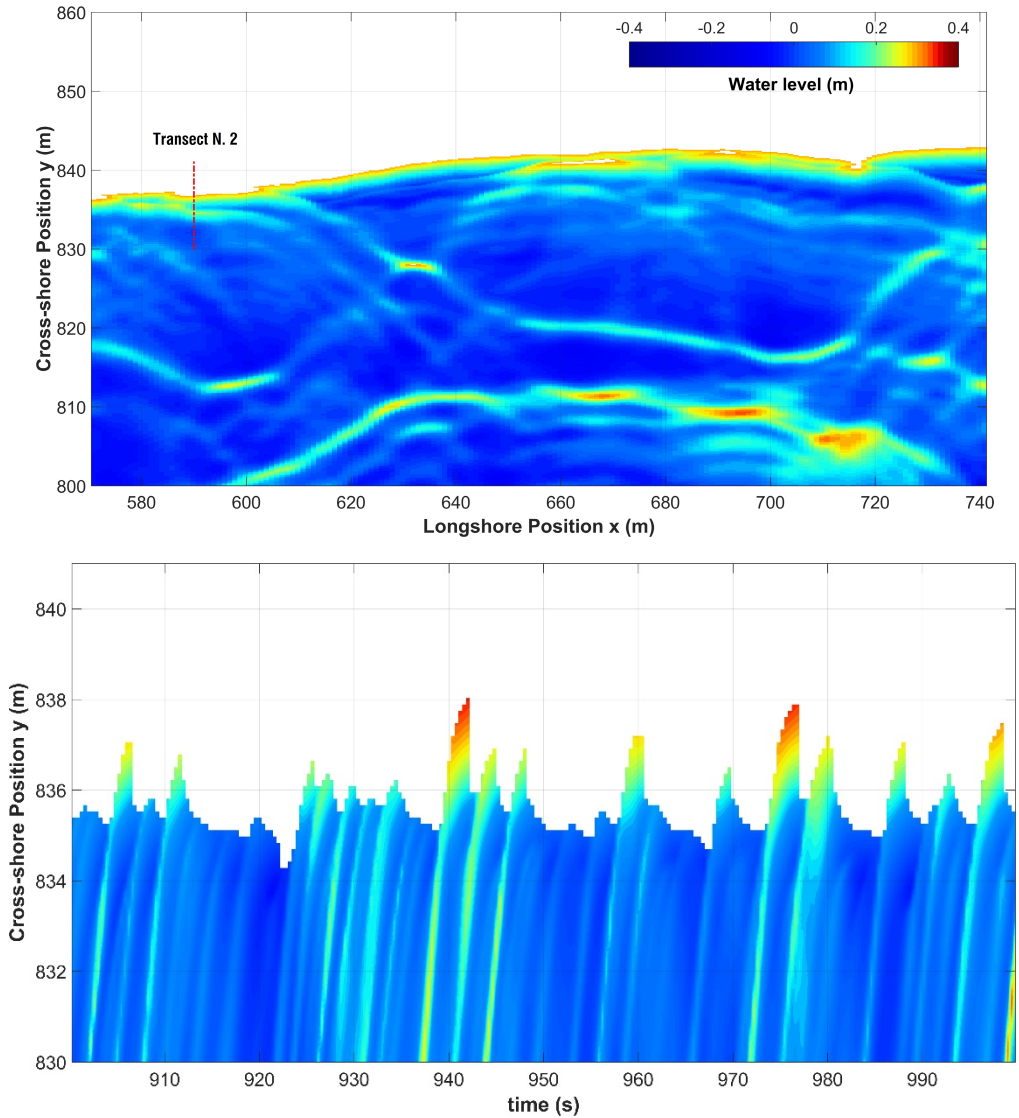 860
850
840
830
820
810
800
Cross-shore Position y (m)
-0.4 -0.2 0 0.2 0.4
Water level (m)
Transect N. 2
580 600 620 640 660 680 700 720 740
Longshore Position x (m)
840
838
836
834
832
830
Cross-shore Position y (m)
910 920 930 940 950 960 970 980 990
time (s)